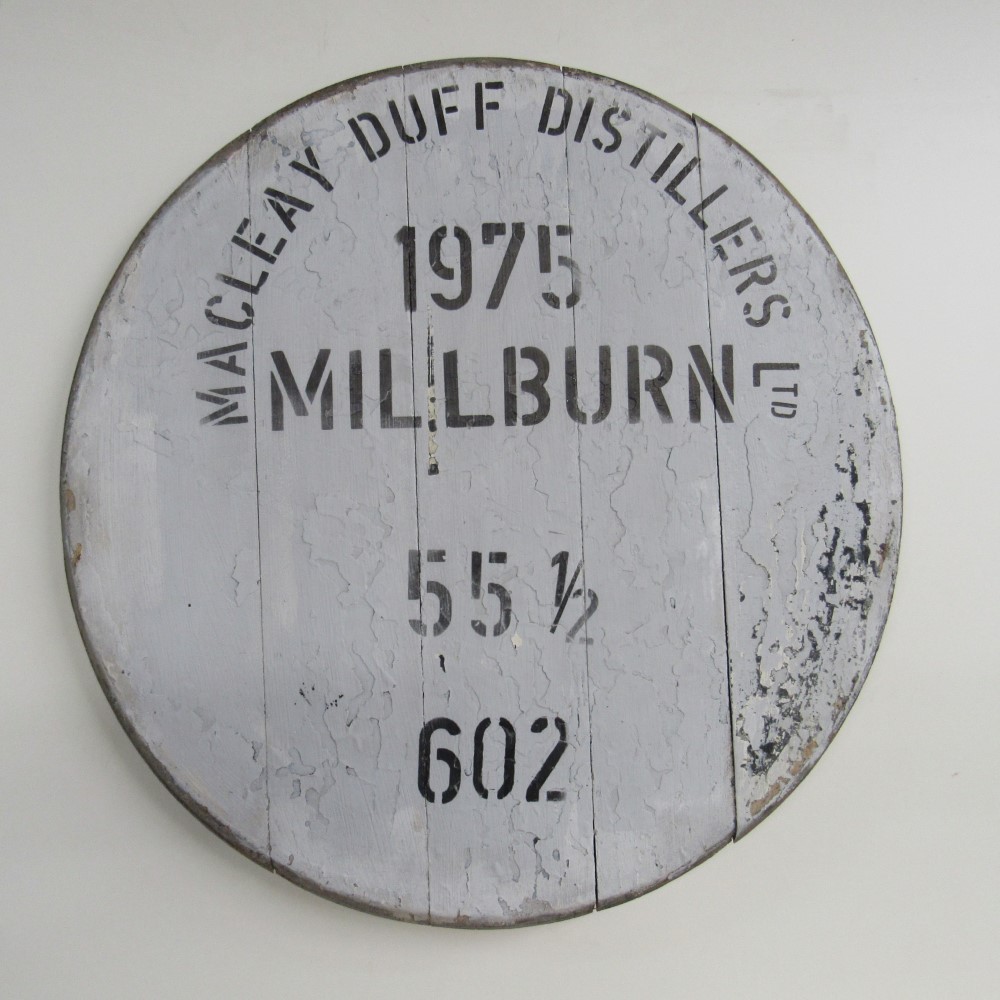 MACLEAY DUFF DISTILLERS LTD
1975
MILLBURN
55 ½
602